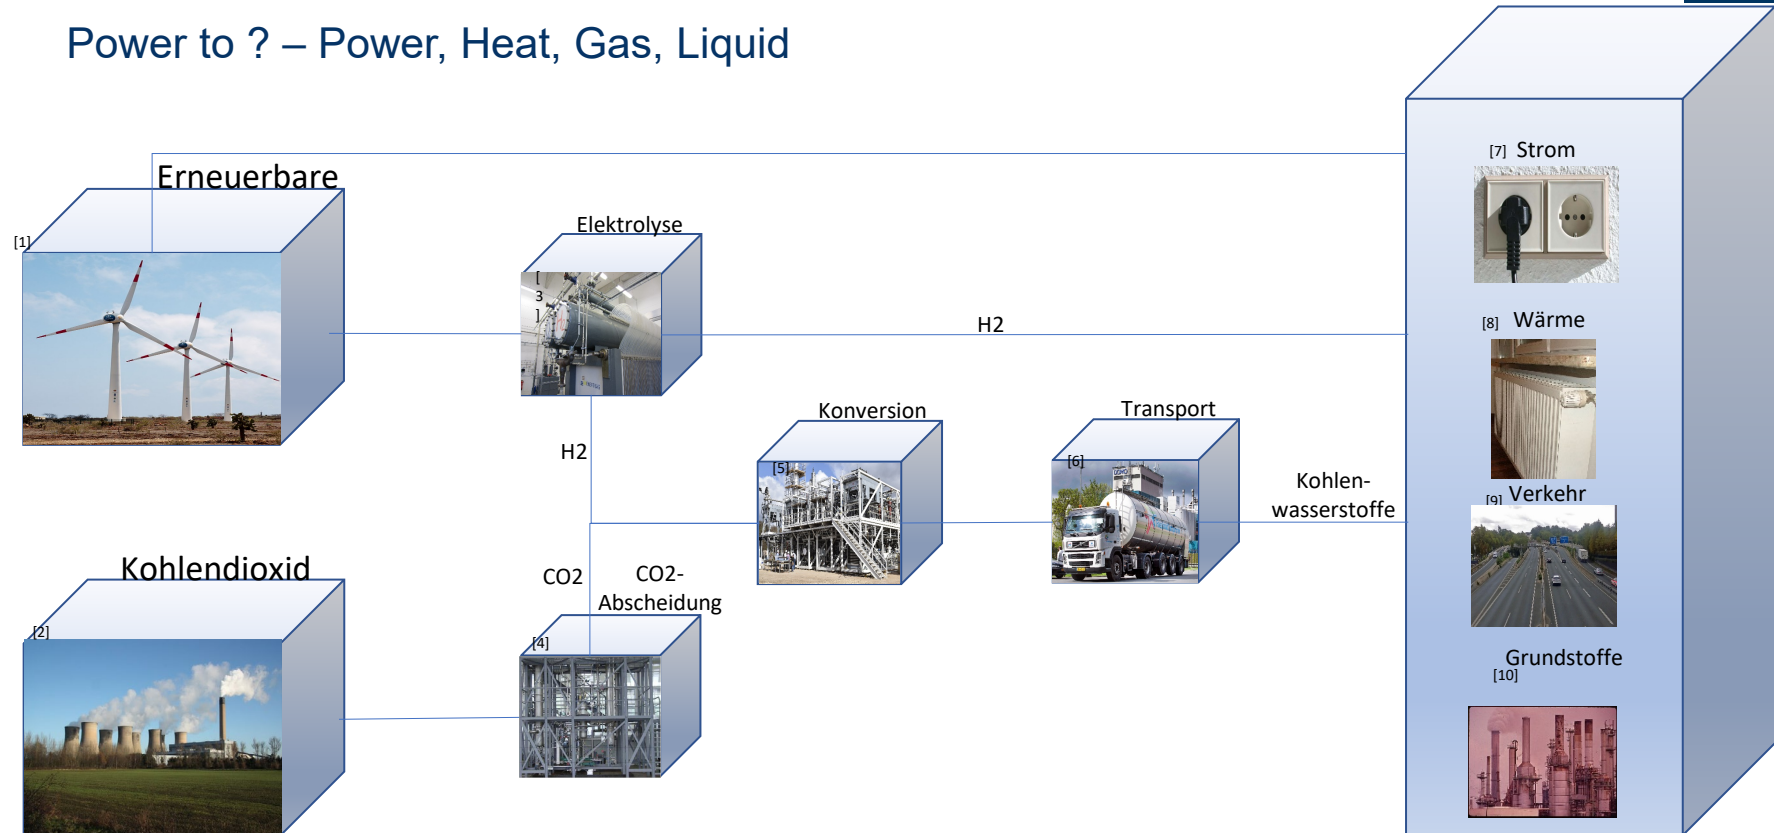 Power to ? – Power, Heat, Gas, Liquid
Erneuerbare
[1]
Elektrolyse
[3]
H2
H2
Konversion
[5]
Transport
[6]
Kohlen-
wasserstoffe
Kohlendioxid
[2]
CO2
CO2-
Abscheidung
[4]
[7] Strom
[8] Wärme
[9] Verkehr
Grundstoffe
[10]